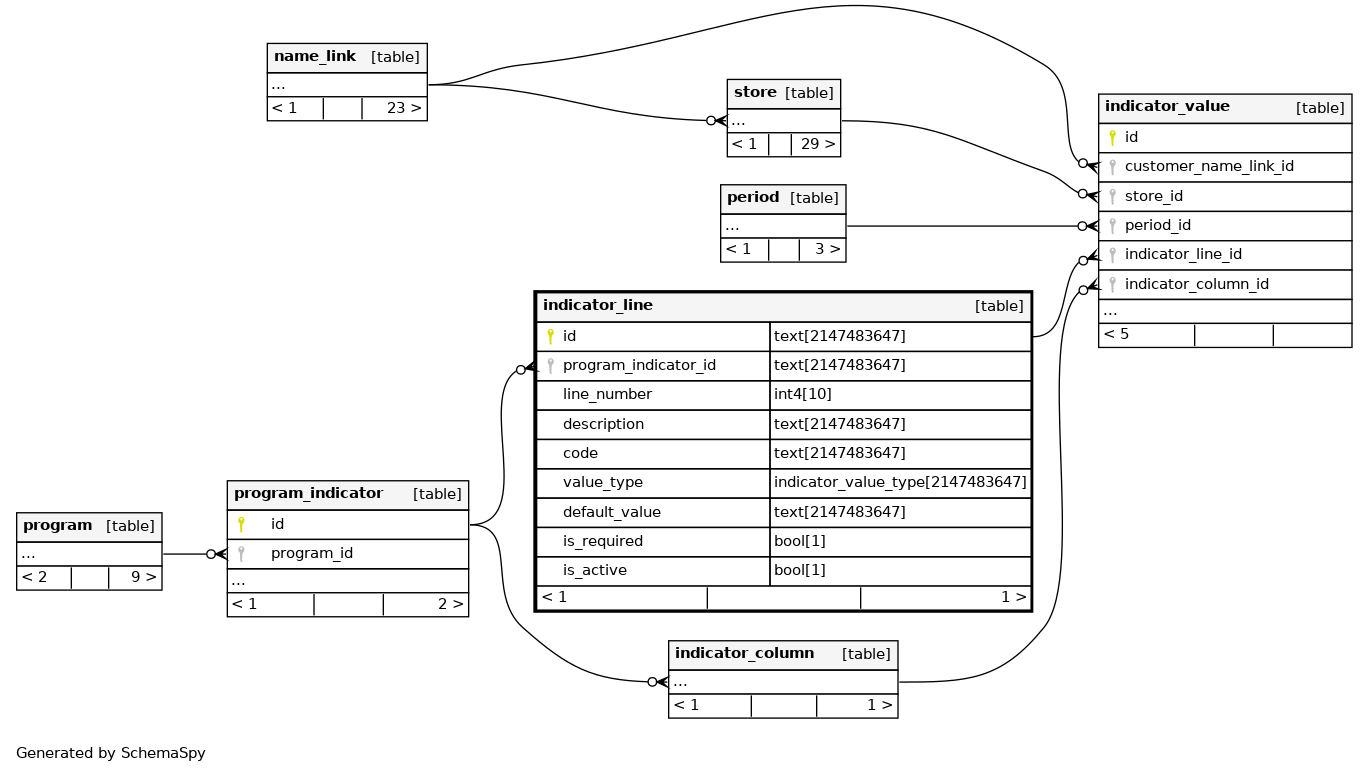 name_link [table]
...
< 1 23 >
store [table]
...
< 1 29 >
indicator_value [table]
id
customer_name_link_id
store_id
period_id
indicator_line_id
indicator_column_id
...
< 5
period [table]
...
< 1 3 >
indicator_line [table]
id text[2147483647]
program_indicator_id text[2147483647]
line_number int4[10]
description text[2147483647]
code text[2147483647]
value_type indicator_value_type[2147483647]
default_value text[2147483647]
is_required bool[1]
is_active bool[1]
< 1 1 >
program_indicator [table]
id
program_id
...
< 1 2 >
program [table]
...
< 2 9 >
indicator_column [table]
...
< 1 1 >
Generated by SchemaSpy